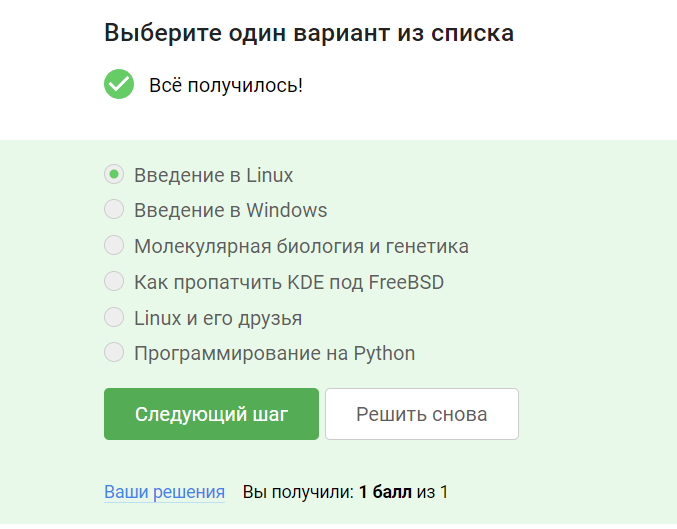 Выберите один вариант из списка
Всё получилось!
Введение в Linux
Введение в Windows
Молекулярная биология и генетика
Как пропатчить KDE под FreeBSD
Linux и его друзья
Программирование на Python
Следующий шаг Решить снова
Ваши решения Вы получили: 1 балл из 1